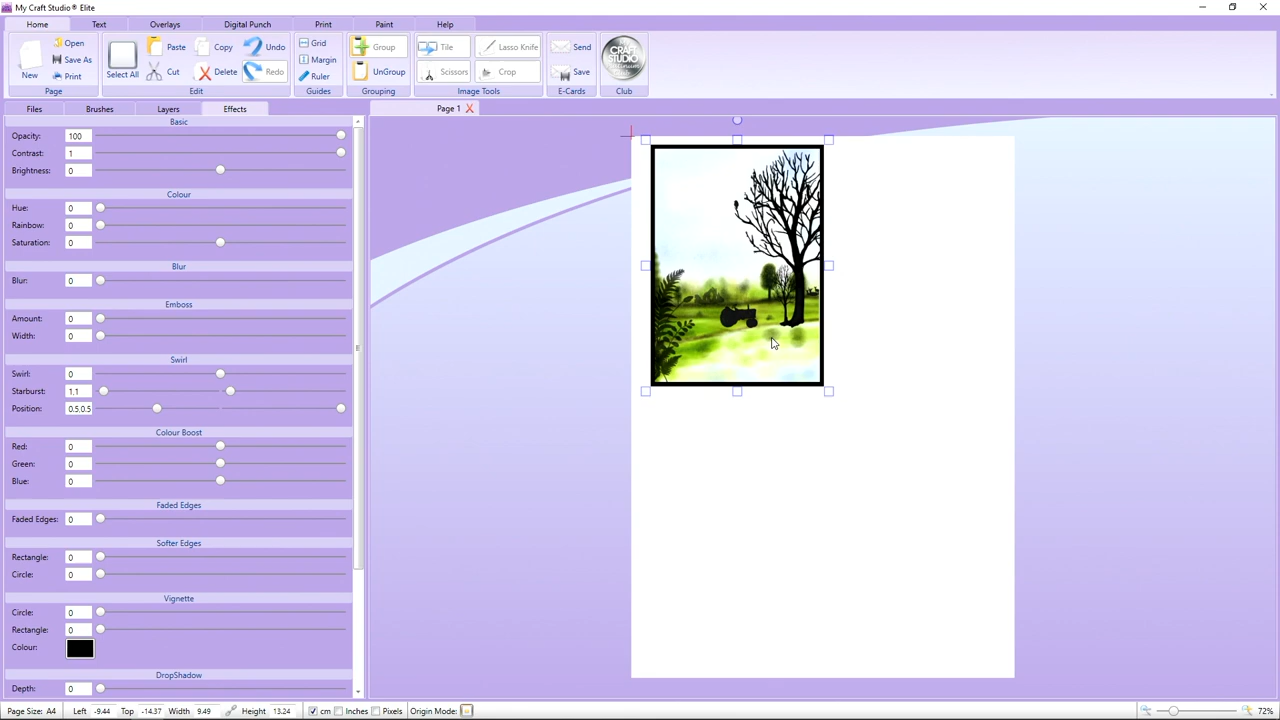 My Craft Studio® Elite
Home Text Overlays Digital Punch Print Paint Help
New Open Save As Print
Select All Paste Copy Undo Cut Delete Redo
Grid Margin Ruler
Group UnGroup
Tile Lasso Knife Scissors Crop
Send Save
MY CRAFT STUDIO
Page Edit Guides Grouping Image Tools E-Cards Club
Files Brushes Layers Effects Page 1
Basic
Opacity: 100
Contrast: 1
Brightness: 0
Colour
Hue: 0
Rainbow: 0
Saturation: 0
Blur
Blur: 0
Emboss
Amount: 0
Width: 0
Swirl
Swirl: 0
Starburst: 1,1
Position: 0.5,0.5
Colour Boost
Red: 0
Green: 0
Blue: 0
Faded Edges
Faded Edges: 0
Softer Edges
Rectangle: 0
Circle: 0
Vignette
Circle: 0
Rectangle: 0
Colour:
DropShadow
Depth: 0
Page Size: A4 Left -9.44 Top -14.37 Width 9.49 Height 13.24 cm Inches Pixels Origin Mode: 72%